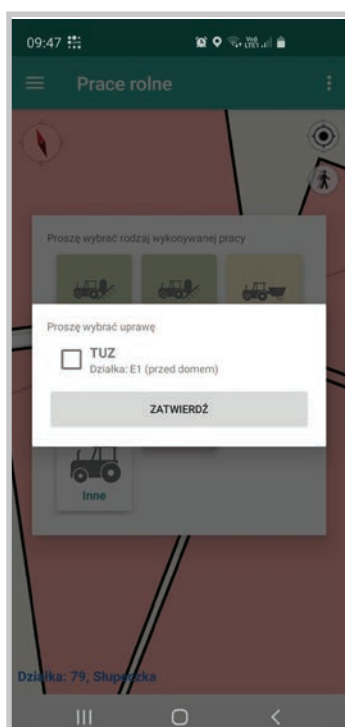 09:47
Prace rolne
Proszę wybrać rodzaj wykonywanej pracy
Proszę wybrać uprawę
TUZ
Działka: E1 (przed domem)
ZATWIERDŹ
Inne
Działka: 79, Słupeczka